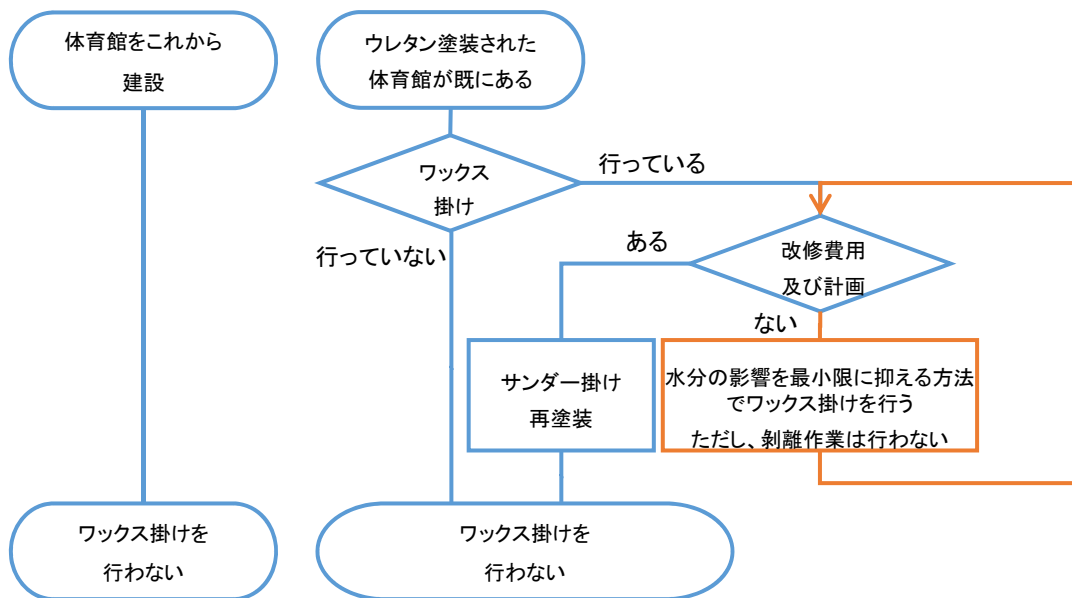 体育館をこれから
建設
ウレタン塗装された
体育館が既にある
ワックス
掛け
行っている
行っていない
ある
改修費用
及び計画
ない
サンダー掛け
再塗装
水分の影響を最小限に抑える方法
でワックス掛けを行う
ただし、剥離作業は行わない
ワックス掛けを
行わない
ワックス掛けを
行わない